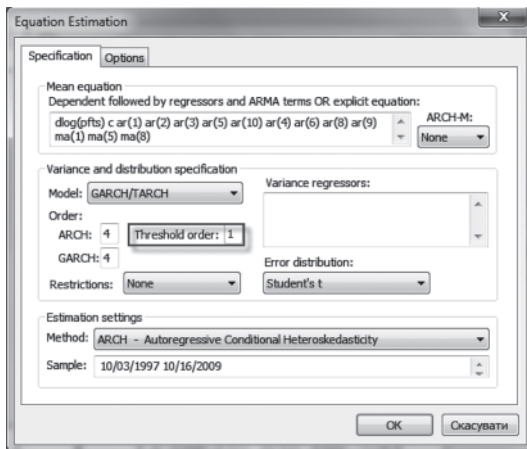 Equation Estimation
Specification Options
Mean equation
Dependent followed by regressors and ARMA terms OR explicit equation:
dlog(pfts) c ar(1) ar(2) ar(3) ar(5) ar(10) ar(4) ar(6) ar(8) ar(9)
ma(1) ma(5) ma(8)
ARCH-M:
None
Variance and distribution specification
Model: GARCH/TARCH
Variance regressors:
Order:
ARCH: 4 Threshold order: 1
GARCH: 4
Error distribution:
Restrictions: None
Student's t
Estimation settings
Method: ARCH - Autoregressive Conditional Heteroskedasticity
Sample: 10/03/1997 10/16/2009
OK Скасувати